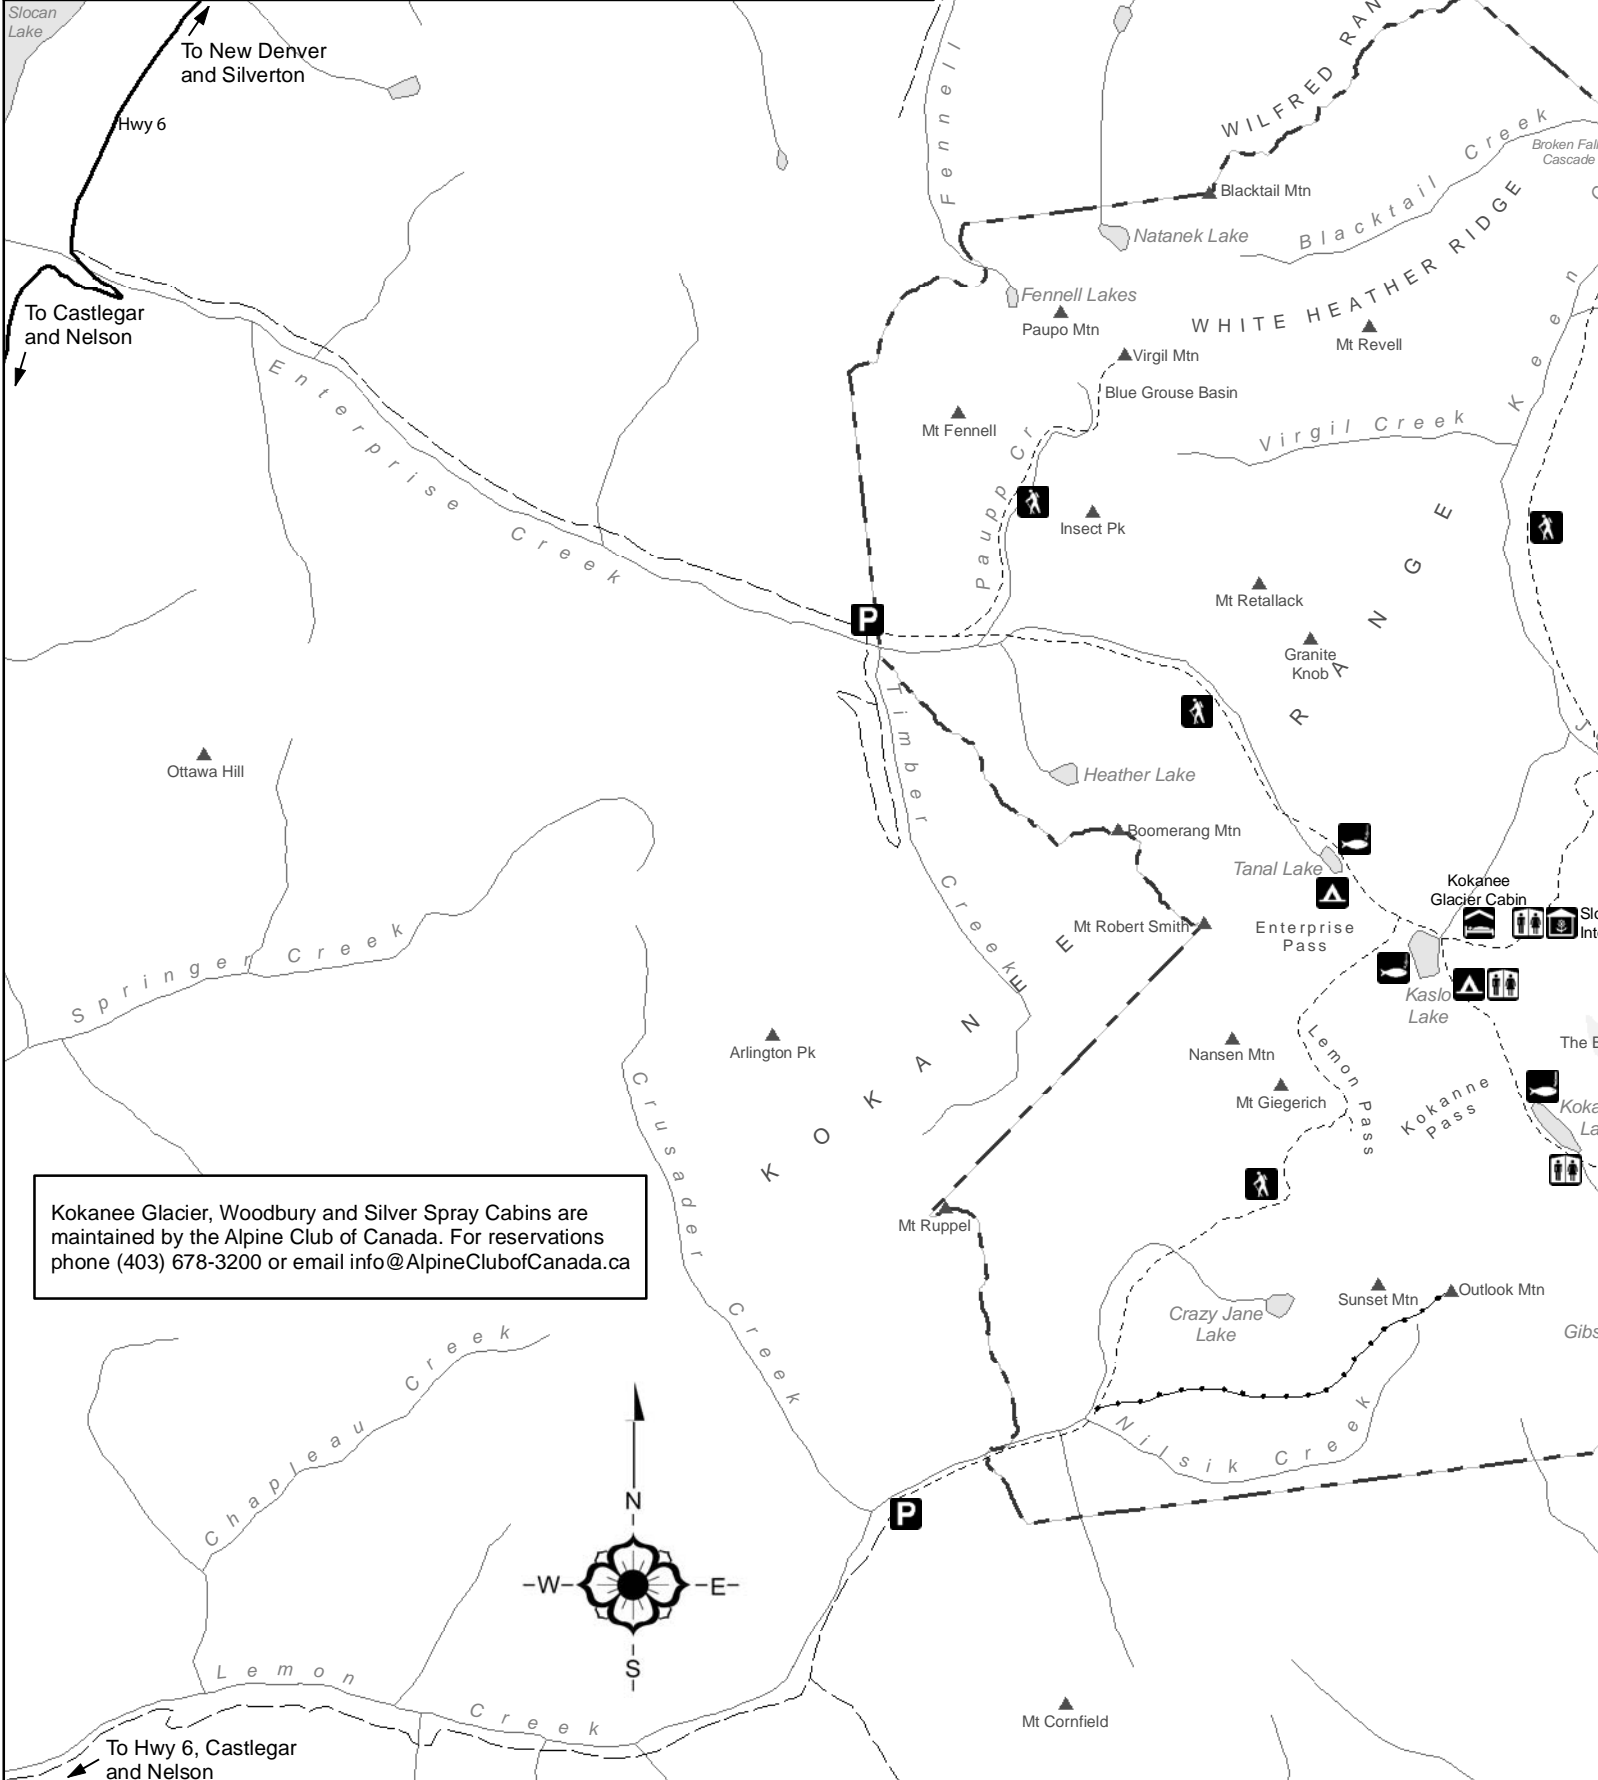 Slocan
Lake
To New Denver
and Silverton
Hwy 6
To Castlegar
and Nelson
Fennell
WILFRED RAN
Blacktail Mtn
Blacktail Creek
Broken Fal
Cascade
Natanek Lake
WHITE HEATHER RIDGE
Fennell Lakes
Paupo Mtn
Mt Revell
Virgil Mtn
Blue Grouse Basin
Keen
Enterprise Creek
Mt Fennell
Virgil Creek
Paupp Cr
Insect Pk
Mt Retallack
Granite
Knob
KOKANEE RANGE
P
Timber Creek
Ottawa Hill
Heather Lake
Boomerang Mtn
Tanal Lake
Kokanee
Glacier Cabin
Slo
Int
Mt Robert Smith
Enterprise
Pass
Springer Creek
Kaslo
Lake
Arlington Pk
Nansen Mtn
The B
Lemon Pass
Mt Giegerich
Kokanne
Pass
Koka
La
Crusader Creek
Kokanee Glacier, Woodbury and Silver Spray Cabins are
maintained by the Alpine Club of Canada. For reservations
phone (403) 678-3200 or email info@AlpineClubofCanada.ca
Mt Ruppel
Crazy Jane
Lake
Sunset Mtn
Outlook Mtn
Gibs
Chapleau Creek
Nilsik Creek
P
N
W
E
S
Lemon Creek
Mt Cornfield
To Hwy 6, Castlegar
and Nelson